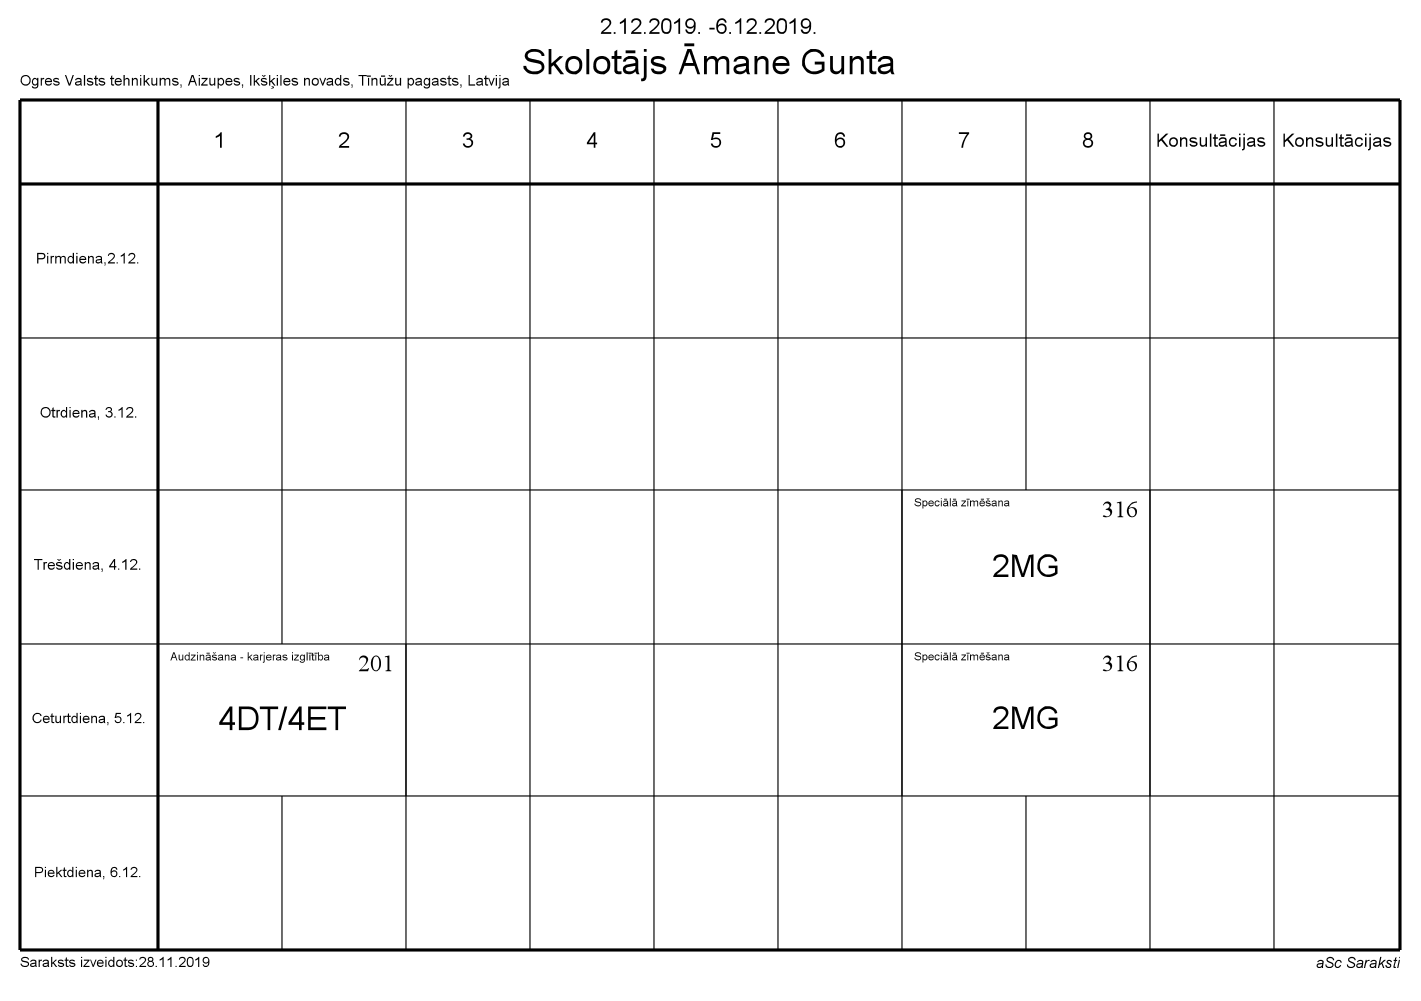 2.12.2019. -6.12.2019.
Skolotājs Āmane Gunta
Ogres Valsts tehnikums, Aizupes, Ikšķiles novads, Tīnūžu pagasts, Latvija
1 2 3 4 5 6 7 8 Konsultācijas Konsultācijas
Pirmdiena,2.12.
Otrdiena, 3.12.
Trešdiena, 4.12.
Speciālā zīmēšana 316
2MG
Ceturtdiena, 5.12.
Audzināšana - karjeras izglītība 201
4DT/4ET
Speciālā zīmēšana 316
2MG
Piektdiena, 6.12.
Saraksts izveidots:28.11.2019
aSc Saraksti